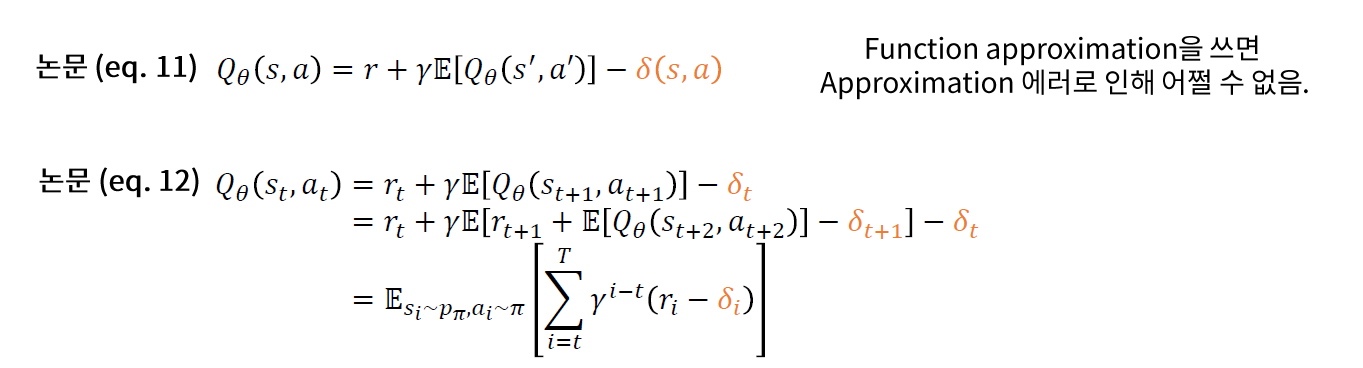 논문 (eq. 11) Q_θ(s, a) = r + γ𝔼[Q_θ(s′, a′)] − δ(s, a)
Function approximation을 쓰면
Approximation 에러로 인해 어쩔 수 없음.
논문 (eq. 12) Q_θ(s_t, a_t) = r_t + γ𝔼[Q_θ(s_{t+1}, a_{t+1})] − δ_t
= r_t + γ𝔼[r_{t+1} + 𝔼[Q_θ(s_{t+2}, a_{t+2})] − δ_{t+1}] − δ_t
= 𝔼_{s_i~p_π, a_i~π} [∑_{i=t}^{T} γ^{i−t}(r_i − δ_i)]